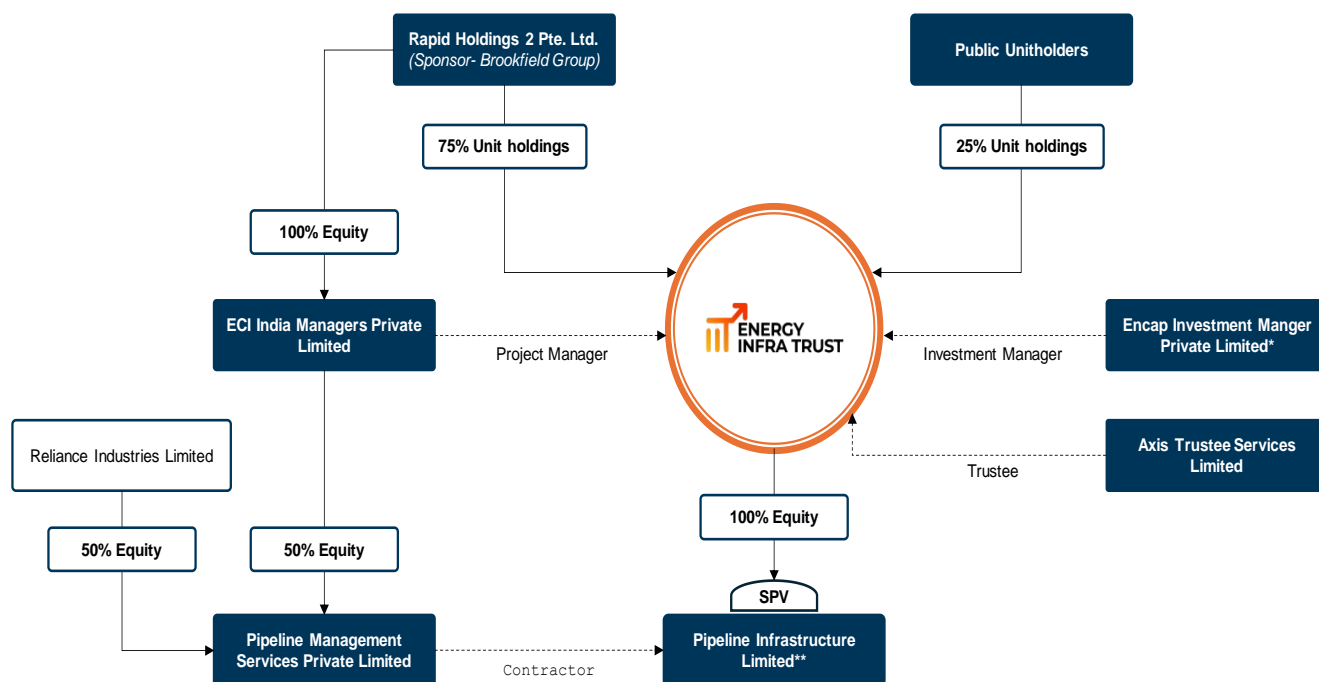 Rapid Holdings 2 Pte. Ltd.
(Sponsor- Brookfield Group)
Public Unitholders
75% Unit holdings
25% Unit holdings
100% Equity
ECI India Managers Private
Limited
Project Manager
ENERGY
INFRA TRUST
Investment Manager
Encap Investment Manger
Private Limited*
Reliance Industries Limited
Axis Trustee Services
Limited
Trustee
50% Equity
50% Equity
100% Equity
SPV
Pipeline Management
Services Private Limited
Contractor
Pipeline Infrastructure
Limited**